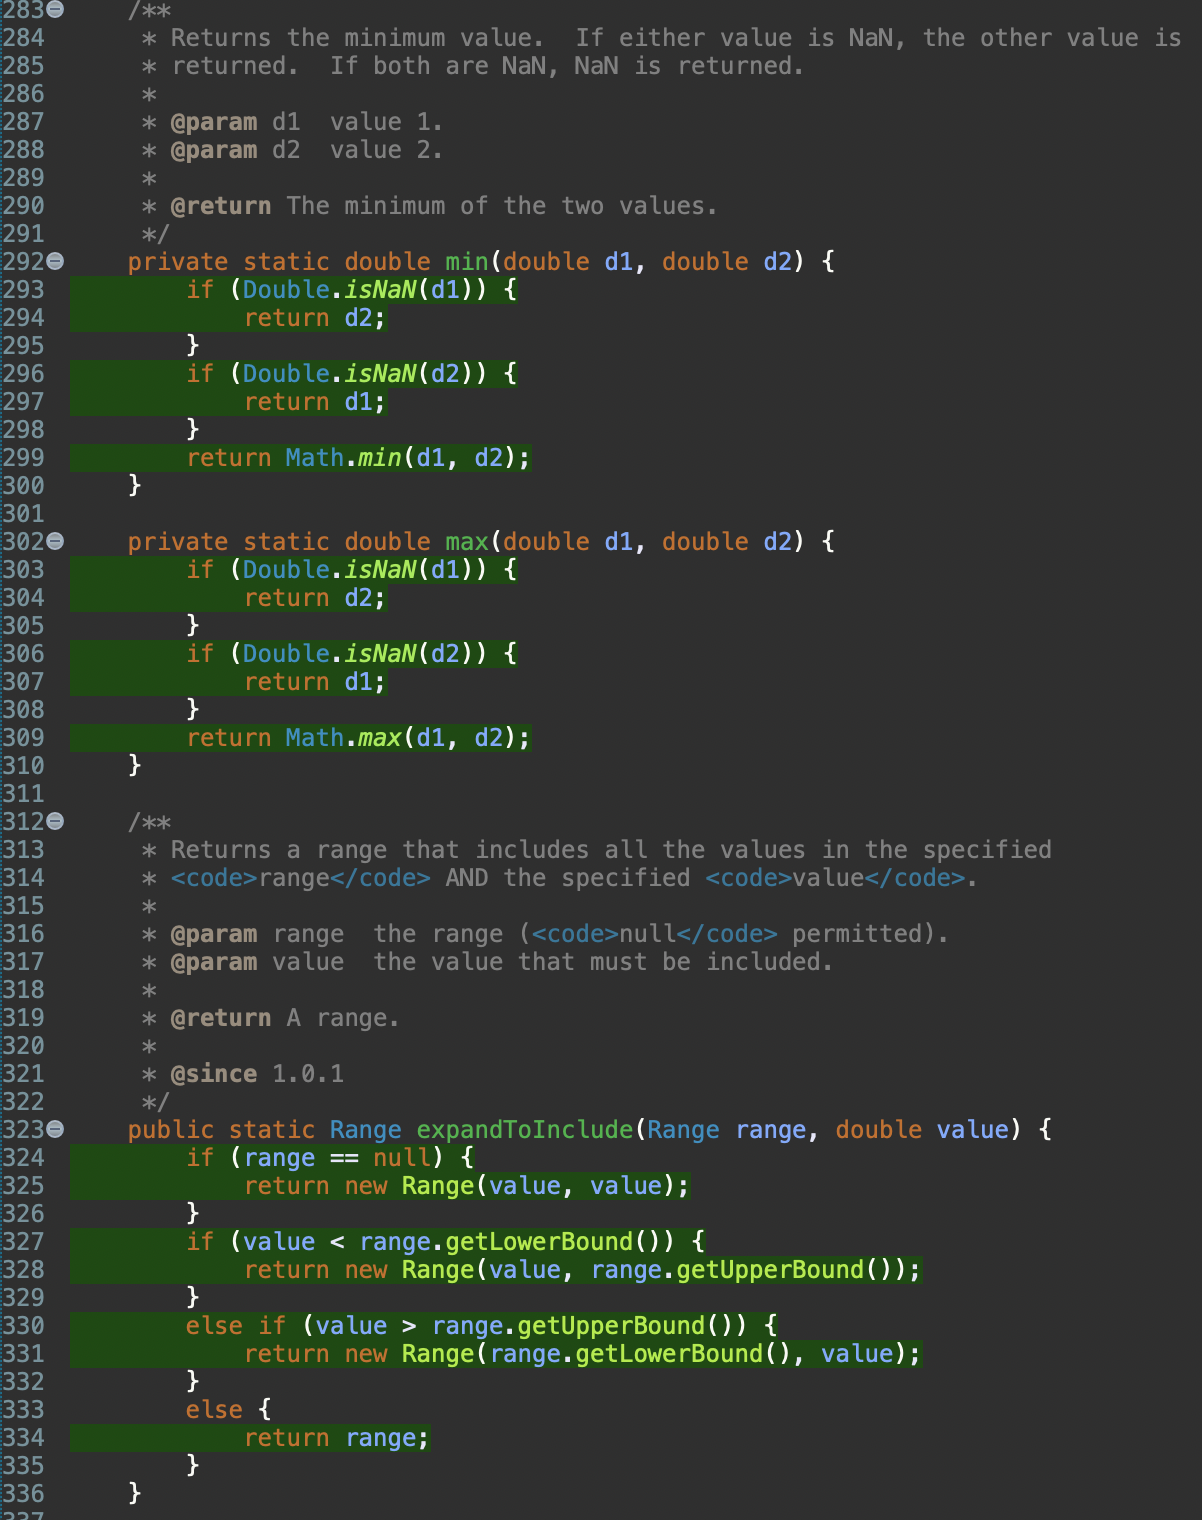 283 /**
284 * Returns the minimum value.  If either value is NaN, the other value is
285 * returned.  If both are NaN, NaN is returned.
286 *
287 * @param d1  value 1.
288 * @param d2  value 2.
289 *
290 * @return The minimum of the two values.
291 */
292 private static double min(double d1, double d2) {
293 if (Double.isNaN(d1)) {
294 return d2;
295 }
296 if (Double.isNaN(d2)) {
297 return d1;
298 }
299 return Math.min(d1, d2);
300 }
301
302 private static double max(double d1, double d2) {
303 if (Double.isNaN(d1)) {
304 return d2;
305 }
306 if (Double.isNaN(d2)) {
307 return d1;
308 }
309 return Math.max(d1, d2);
310 }
311
312 /**
313 * Returns a range that includes all the values in the specified
314 * <code>range</code> AND the specified <code>value</code>.
315 *
316 * @param range  the range (<code>null</code> permitted).
317 * @param value  the value that must be included.
318 *
319 * @return A range.
320 *
321 * @since 1.0.1
322 */
323 public static Range expandToInclude(Range range, double value) {
324 if (range == null) {
325 return new Range(value, value);
326 }
327 if (value < range.getLowerBound()) {
328 return new Range(value, range.getUpperBound());
329 }
330 else if (value > range.getUpperBound()) {
331 return new Range(range.getLowerBound(), value);
332 }
333 else {
334 return range;
335 }
336 }
337